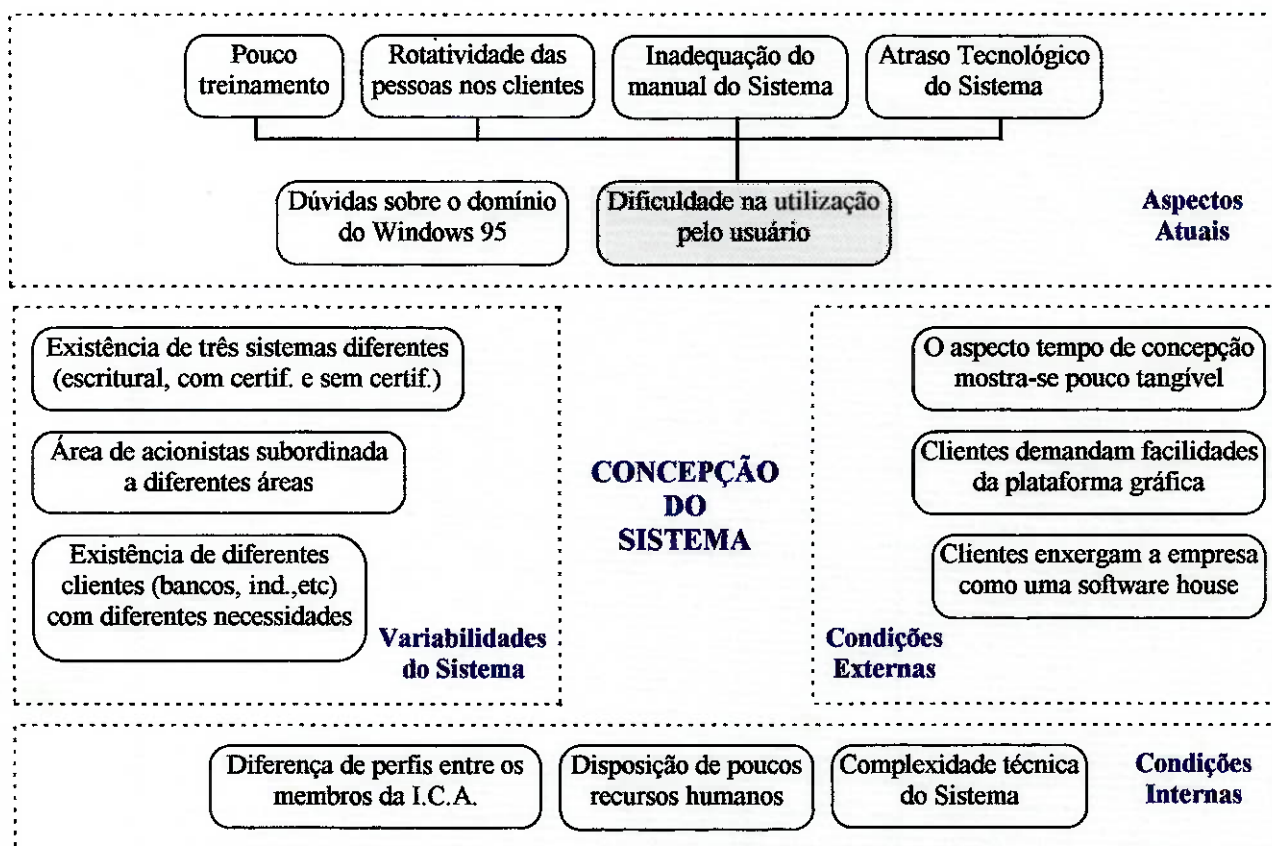 Pouco
treinamento
Rotatividade das
pessoas nos clientes
Inadequação do
manual do Sistema
Atraso Tecnológico
do Sistema
Dúvidas sobre o domínio
do Windows 95
Dificuldade na utilização
pelo usuário
Aspectos
Atuais
Existência de três sistemas diferentes
(escritural, com certif. e sem certif.)
Área de acionistas subordinada
a diferentes áreas
Existência de diferentes
clientes (bancos, ind.,etc)
com diferentes necessidades
Variabilidades
do Sistema
CONCEPÇÃO
DO
SISTEMA
O aspecto tempo de concepção
mostra-se pouco tangível
Clientes demandam facilidades
da plataforma gráfica
Clientes enxergam a empresa
como uma software house
Condições
Externas
Diferença de perfis entre os
membros da I.C.A.
Disposição de poucos
recursos humanos
Complexidade técnica
do Sistema
Condições
Internas